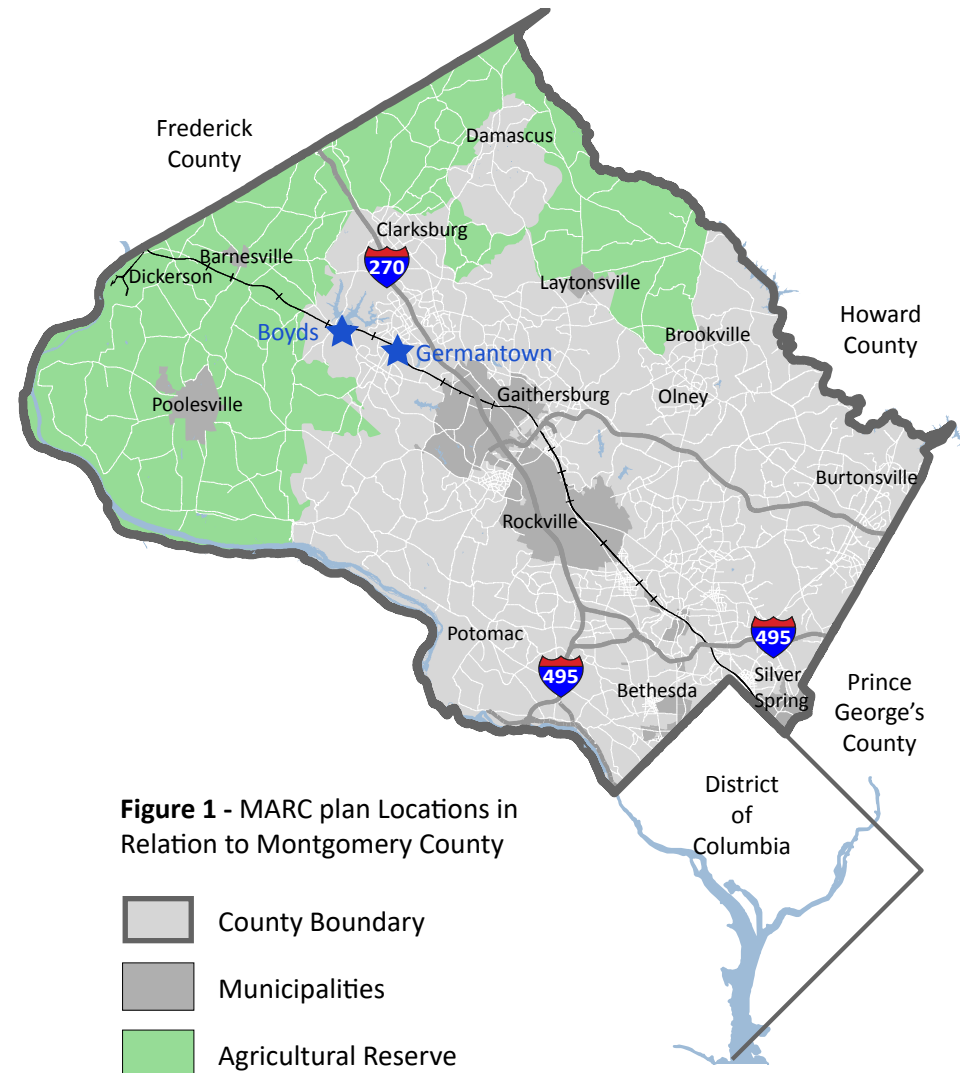 Frederick
County
Damascus
Clarksburg
270
Barnesville
Dickerson
Laytonsville
Boyds
Germantown
Brookville
Howard
County
Gaithersburg
Olney
Poolesville
Burtonsville
Rockville
Potomac
495
495
Bethesda
Silver
Spring
Prince
George's
County
District
of
Columbia
Figure 1 - MARC plan Locations in
Relation to Montgomery County
County Boundary
Municipalities
Agricultural Reserve